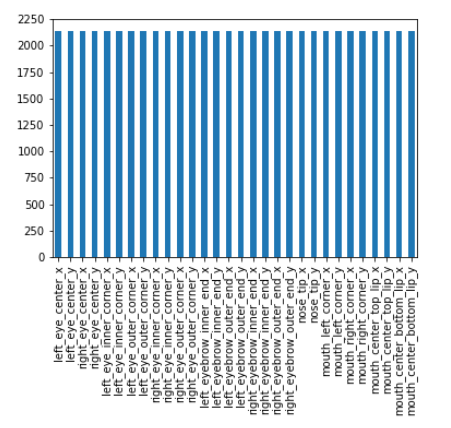 2250
2000
1750
1500
1250
1000
750
500
250
0
left_eye_center_x
left_eye_center_y
right_eye_center_x
right_eye_center_y
left_eye_inner_corner_x
left_eye_inner_corner_y
left_eye_outer_corner_x
left_eye_outer_corner_y
right_eye_inner_corner_x
right_eye_inner_corner_y
right_eye_outer_corner_x
right_eye_outer_corner_y
left_eyebrow_inner_end_x
left_eyebrow_inner_end_y
left_eyebrow_outer_end_x
left_eyebrow_outer_end_y
right_eyebrow_inner_end_x
right_eyebrow_inner_end_y
right_eyebrow_outer_end_x
right_eyebrow_outer_end_y
nose_tip_x
nose_tip_y
mouth_left_corner_x
mouth_left_corner_y
mouth_right_corner_x
mouth_right_corner_y
mouth_center_top_lip_x
mouth_center_top_lip_y
mouth_center_bottom_lip_x
mouth_center_bottom_lip_y